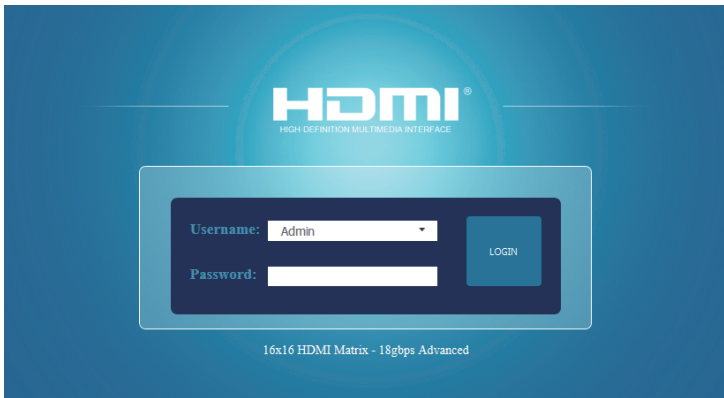 HDMI®
HIGH-DEFINITION MULTIMEDIA INTERFACE
Username: Admin
LOGIN
Password:
16x16 HDMI Matrix - 18gbps Advanced